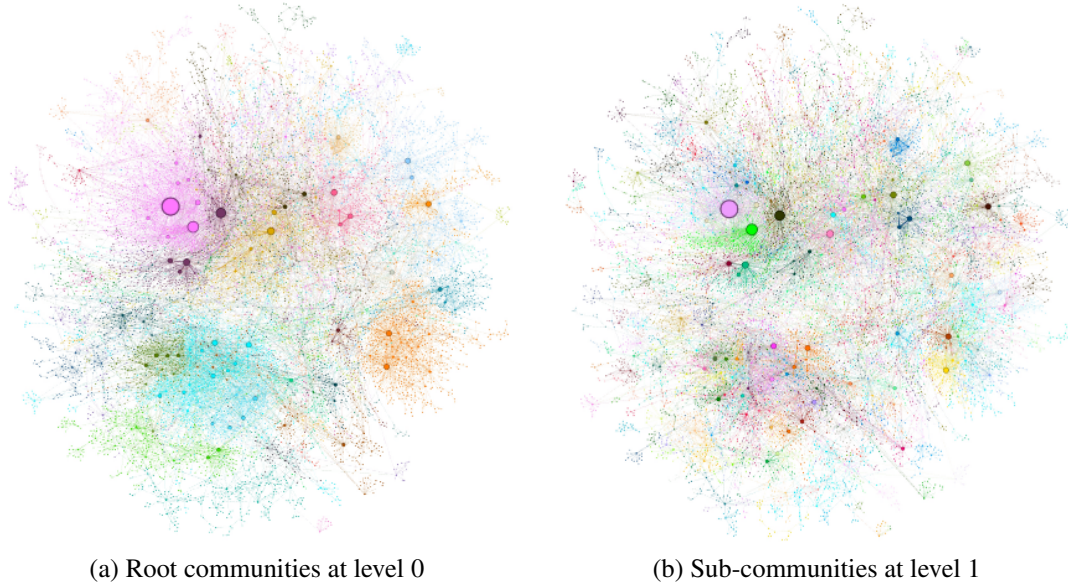 (a) Root communities at level 0
(b) Sub-communities at level 1